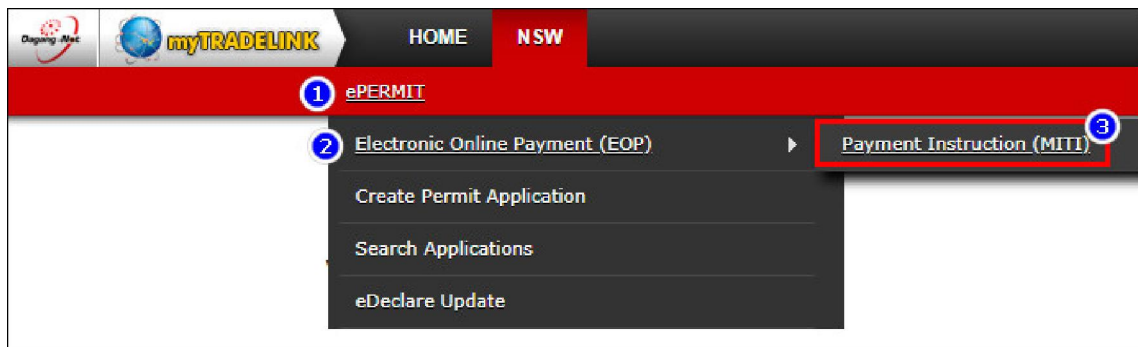 Dagang Net
myTRADELINK
HOME NSW
1 ePERMIT
2 Electronic Online Payment (EOP) Payment Instruction (MITI) 3
Create Permit Application
Search Applications
eDeclare Update